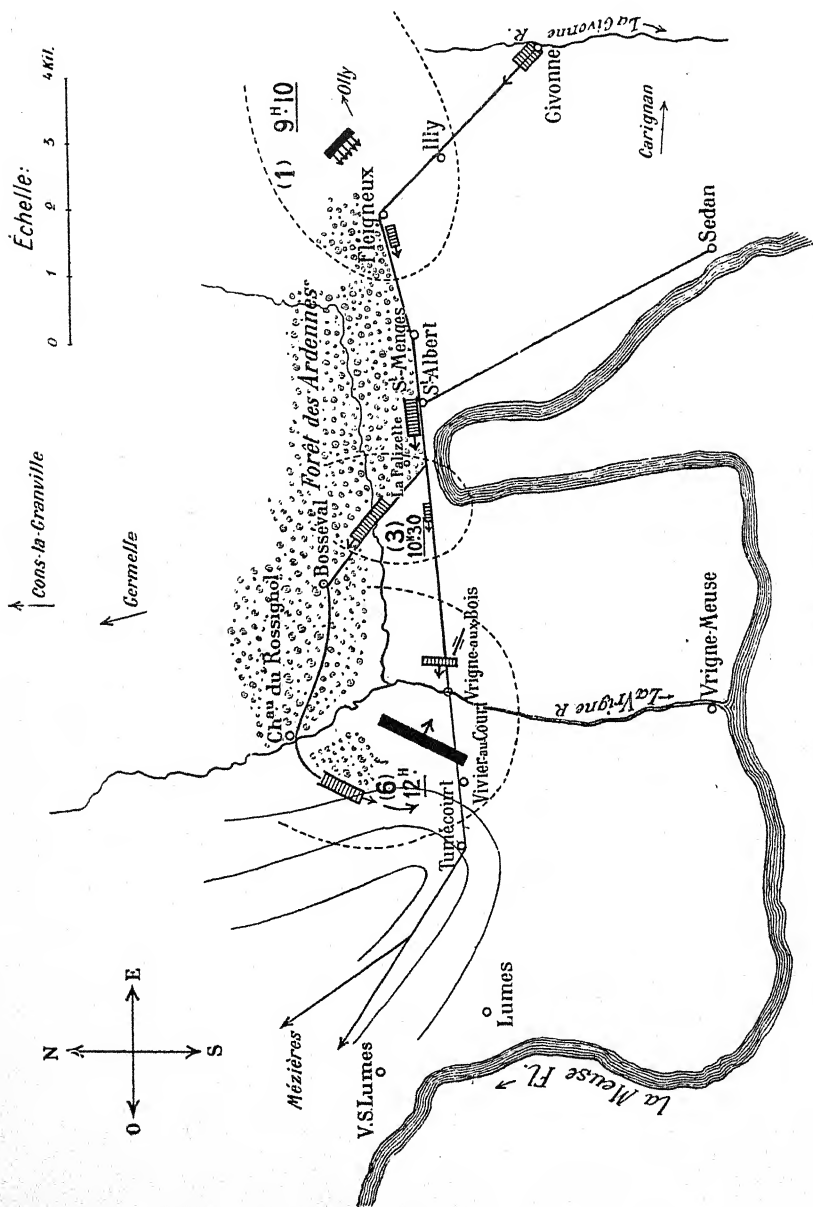 Échelle:
0 1 2 3 4 Kil.
Cons-la-Granville
Germelle
N
O E
S
(1) 9ᴴ10
Olly
Forêt des Ardennes
Ch.ᵃᵘ du Rossignol
Bosseval
Fleigneux
La Givonne R.
Illy
Givonne
Carignan
Sᵗ Menges
Sᵗ Albert
La Falizette
(3)
10ᴴ30
Sedan
Vrigne-aux-Bois
(6)
12ᴴ
Vivier-au-Court
Tumécourt
Mézières
V.S. Lumes
Lumes
La Vrigne R.
Vrigne-Meuse
La Meuse Fl.